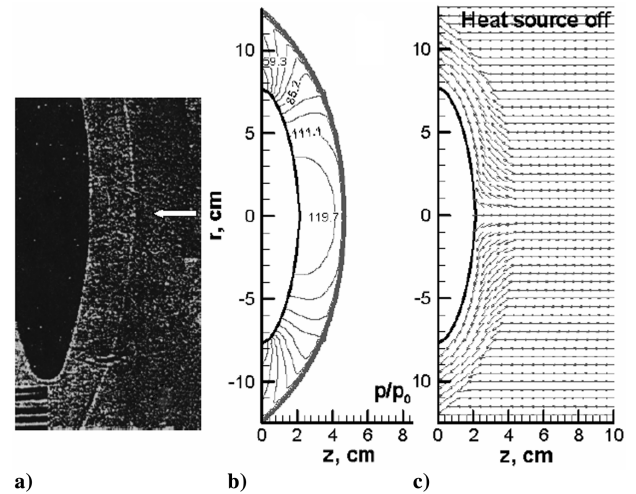 Heat source off
10
5
0
-5
-10
r, cm
59.3
85.2
111.1
119.7
p/p0
0 2 4 6 8
z, cm
10
5
0
-5
10
0 2 4 6 8 10
z, cm
a)
b)
c)